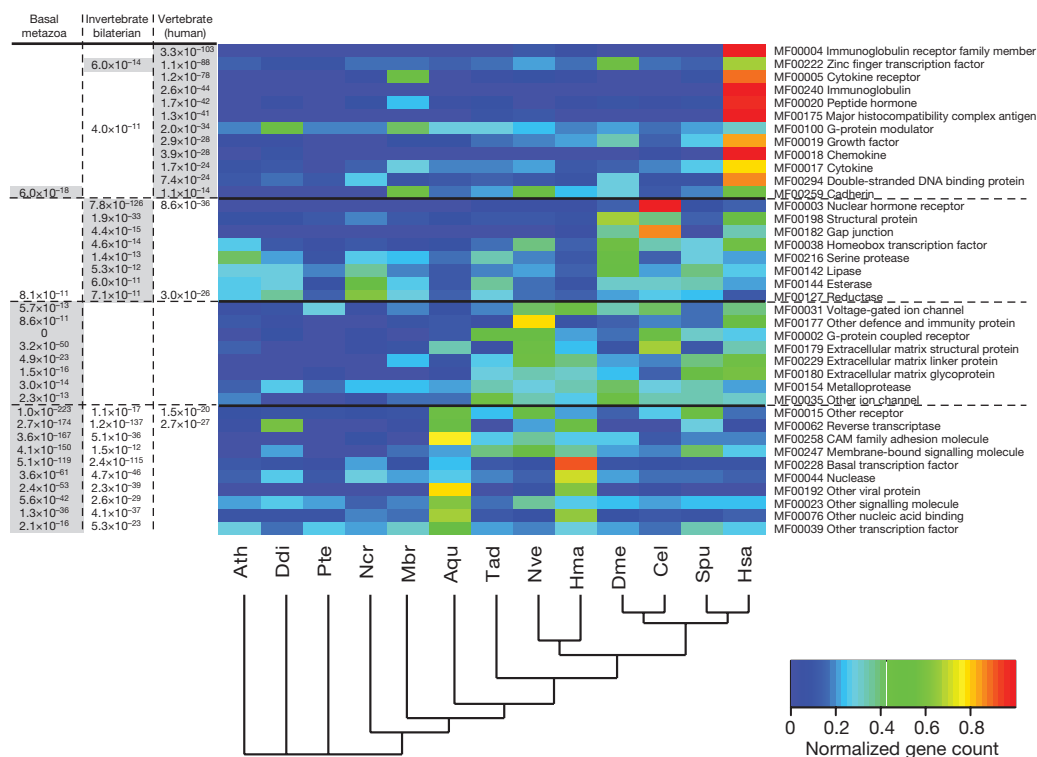 Basal Invertebrate Vertebrate
metazoa bilaterian (human)
3.3×10⁻¹⁰³ MF00004 Immunoglobulin receptor family member
6.0×10⁻¹⁴ 1.1×10⁻⁸⁸ MF00222 Zinc finger transcription factor
1.2×10⁻⁷⁸ MF00005 Cytokine receptor
2.6×10⁻⁴⁴ MF00240 Immunoglobulin
1.7×10⁻⁴² MF00020 Peptide hormone
1.3×10⁻⁴¹ MF00175 Major histocompatibility complex antigen
4.0×10⁻¹¹ 2.0×10⁻³⁴ MF00100 G-protein modulator
2.9×10⁻²⁸ MF00019 Growth factor
3.9×10⁻²⁸ MF00018 Chemokine
1.7×10⁻²⁴ MF00017 Cytokine
7.4×10⁻²⁴ MF00294 Double-stranded DNA binding protein
6.0×10⁻¹⁸ 1.1×10⁻¹⁴ MF00259 Cadherin
7.8×10⁻¹²⁶ 8.6×10⁻³⁶ MF00003 Nuclear hormone receptor
1.9×10⁻³³ MF00198 Structural protein
4.4×10⁻¹⁵ MF00182 Gap junction
4.6×10⁻¹⁴ MF00038 Homeobox transcription factor
1.4×10⁻¹³ MF00216 Serine protease
5.3×10⁻¹² MF00142 Lipase
6.0×10⁻¹¹ MF00144 Esterase
8.1×10⁻¹¹ 7.1×10⁻¹¹ 3.0×10⁻²⁶ MF00127 Reductase
5.7×10⁻¹³ MF00031 Voltage-gated ion channel
8.6×10⁻¹¹ MF00177 Other defence and immunity protein
0 MF00002 G-protein coupled receptor
3.2×10⁻⁵⁰ MF00179 Extracellular matrix structural protein
4.9×10⁻²³ MF00229 Extracellular matrix linker protein
1.5×10⁻¹⁶ MF00180 Extracellular matrix glycoprotein
3.0×10⁻¹⁴ MF00154 Metalloprotease
2.3×10⁻¹³ MF00035 Other ion channel
1.0×10⁻²²³ 1.1×10⁻¹⁷ 1.5×10⁻²⁰ MF00015 Other receptor
2.7×10⁻¹⁷⁴ 1.2×10⁻¹³⁷ 2.7×10⁻²⁷ MF00062 Reverse transcriptase
3.6×10⁻¹⁶⁷ 5.1×10⁻³⁶ MF00258 CAM family adhesion molecule
4.1×10⁻¹⁵⁰ 1.5×10⁻¹² MF00247 Membrane-bound signalling molecule
5.1×10⁻¹¹⁹ 2.4×10⁻¹¹⁵ MF00228 Basal transcription factor
3.6×10⁻⁶¹ 4.7×10⁻⁴⁶ MF00044 Nuclease
2.4×10⁻⁵³ 2.3×10⁻³⁹ MF00192 Other viral protein
5.6×10⁻⁴² 2.6×10⁻²⁹ MF00023 Other signalling molecule
1.3×10⁻³⁶ 4.1×10⁻³⁷ MF00076 Other nucleic acid binding
2.1×10⁻¹⁶ 5.3×10⁻²³ MF00039 Other transcription factor
Ath Ddi Pte Ncr Mbr Aqu Tad Nve Hma Dme Cel Spu Hsa
0 0.2 0.4 0.6 0.8 1
Normalized gene count